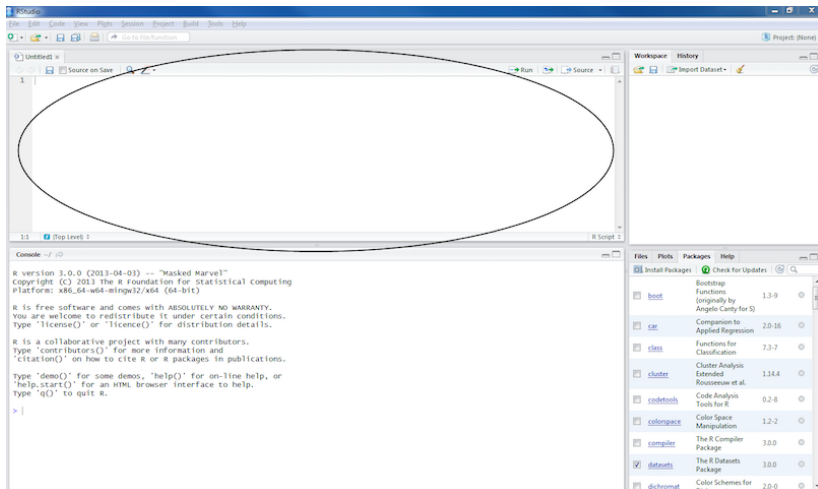 RStudio
File Edit Code View Plots Session Project Build Tools Help
Go to file/function
Project: (None)
Untitled1
Source on Save
Run
Source
1
1:1 (Top Level)
R Script
Workspace History
Import Dataset
Console ~/
R version 3.0.0 (2013-04-03) -- "Masked Marvel"
Copyright (C) 2013 The R Foundation for Statistical Computing
Platform: x86_64-w64-mingw32/x64 (64-bit)
R is free software and comes with ABSOLUTELY NO WARRANTY.
You are welcome to redistribute it under certain conditions.
Type 'license()' or 'licence()' for distribution details.
R is a collaborative project with many contributors.
Type 'contributors()' for more information and
'citation()' on how to cite R or R packages in publications.
Type 'demo()' for some demos, 'help()' for on-line help, or
'help.start()' for an HTML browser interface to help.
Type 'q()' to quit R.
>
Files Plots Packages Help
Install Packages Check for Updates
boot Bootstrap Functions (originally by Angelo Canty for S) 1.3-9
car Companion to Applied Regression 2.0-16
class Functions for Classification 7.3-7
cluster Cluster Analysis Extended Rousseeuw et al. 1.14.4
codetools Code Analysis Tools for R 0.2-8
colorspace Color Space Manipulation 1.2-2
compiler The R Compiler Package 3.0.0
datasets The R Datasets Package 3.0.0
dichromat Color Schemes for 2.0-0